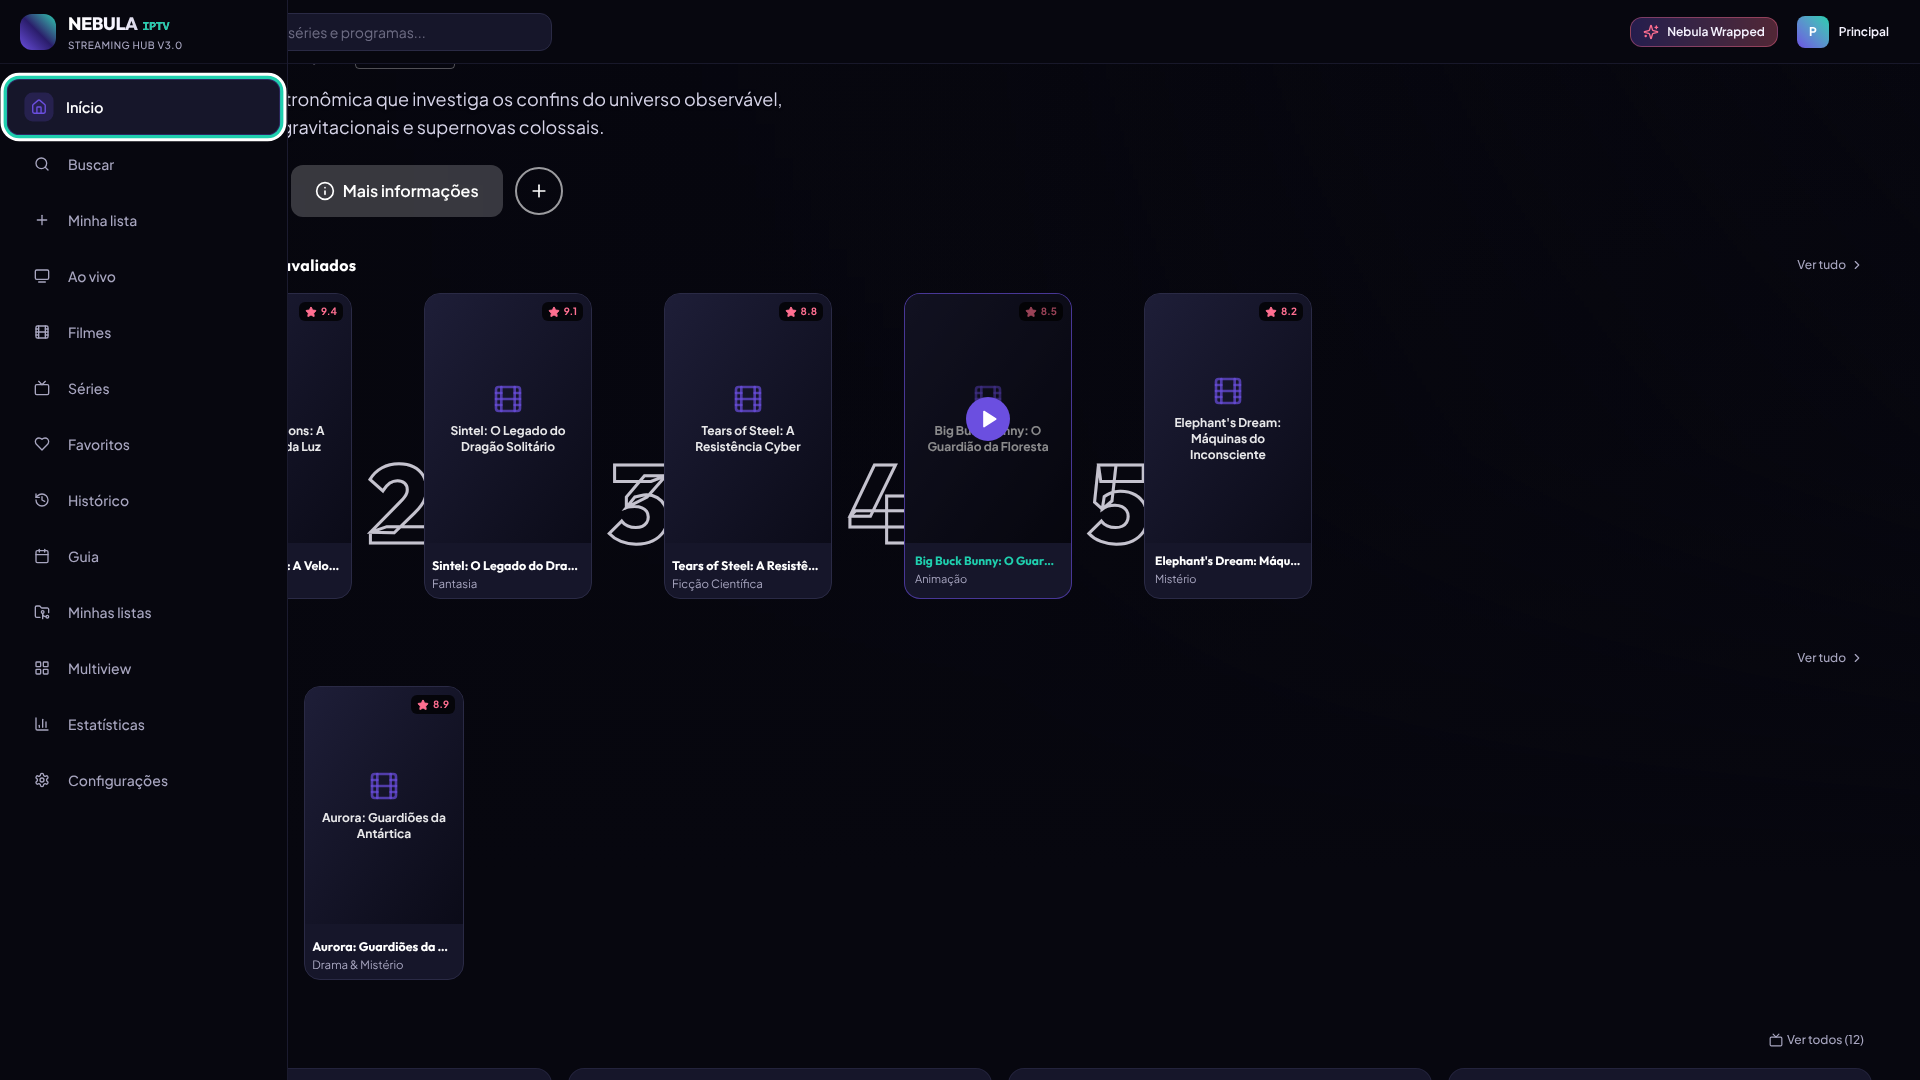 NEBULA IPTV
STREAMING HUB V3.0
séries e programas...
Nebula Wrapped
P
Principal
Início
Buscar
Minha lista
Ao vivo
Filmes
Séries
Favoritos
Histórico
Guia
Minhas listas
Multiview
Estatísticas
Configurações
tronômica que investiga os confins do universo observável,
gravitacionais e supernovas colossais.
Mais informações
avaliados
Ver tudo
9.4
ons: A
da Luz
: A Velo...
2
9.1
Sintel: O Legado do
Dragão Solitário
Sintel: O Legado do Dra...
Fantasia
3
8.8
Tears of Steel: A
Resistência Cyber
Tears of Steel: A Resistê...
Ficção Científica
4
8.5
Big Bu nny: O
Guardião da Floresta
Big Buck Bunny: O Guar...
Animação
5
8.2
Elephant's Dream:
Máquinas do
Inconsciente
Elephant's Dream: Máqu...
Mistério
Ver tudo
8.9
Aurora: Guardiões da
Antártica
Aurora: Guardiões da ...
Drama & Mistério
Ver todos (12)